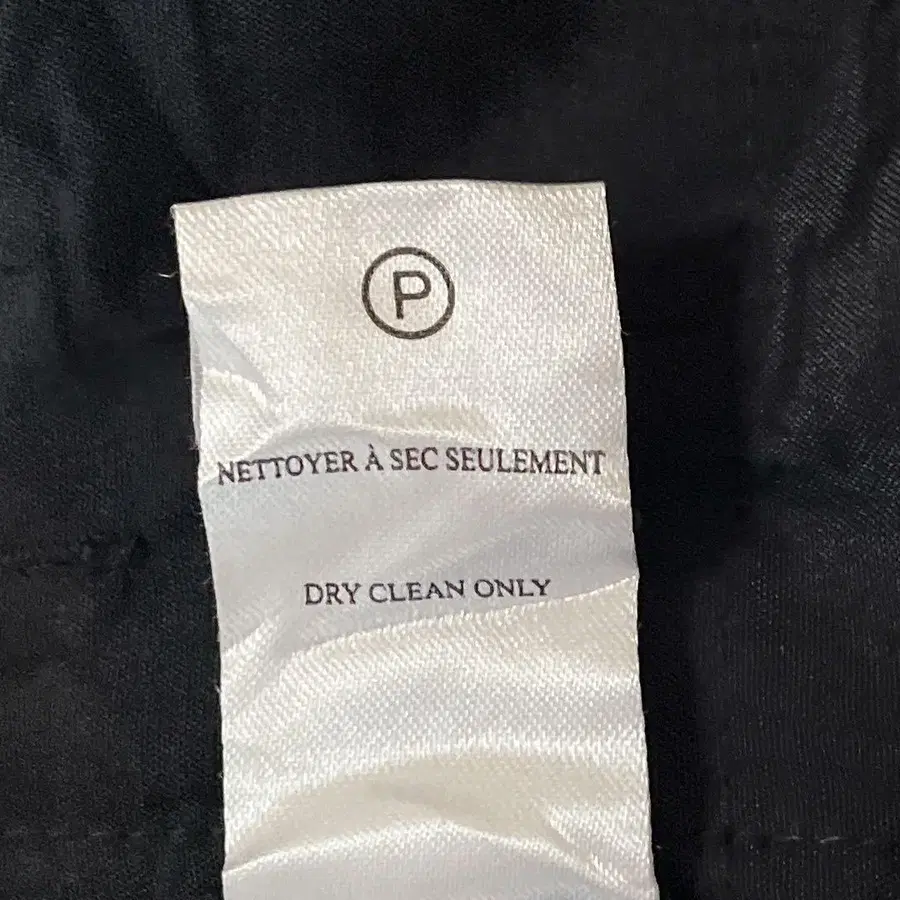 P
NETTOYER À SEC SEULEMENT
DRY CLEAN ONLY